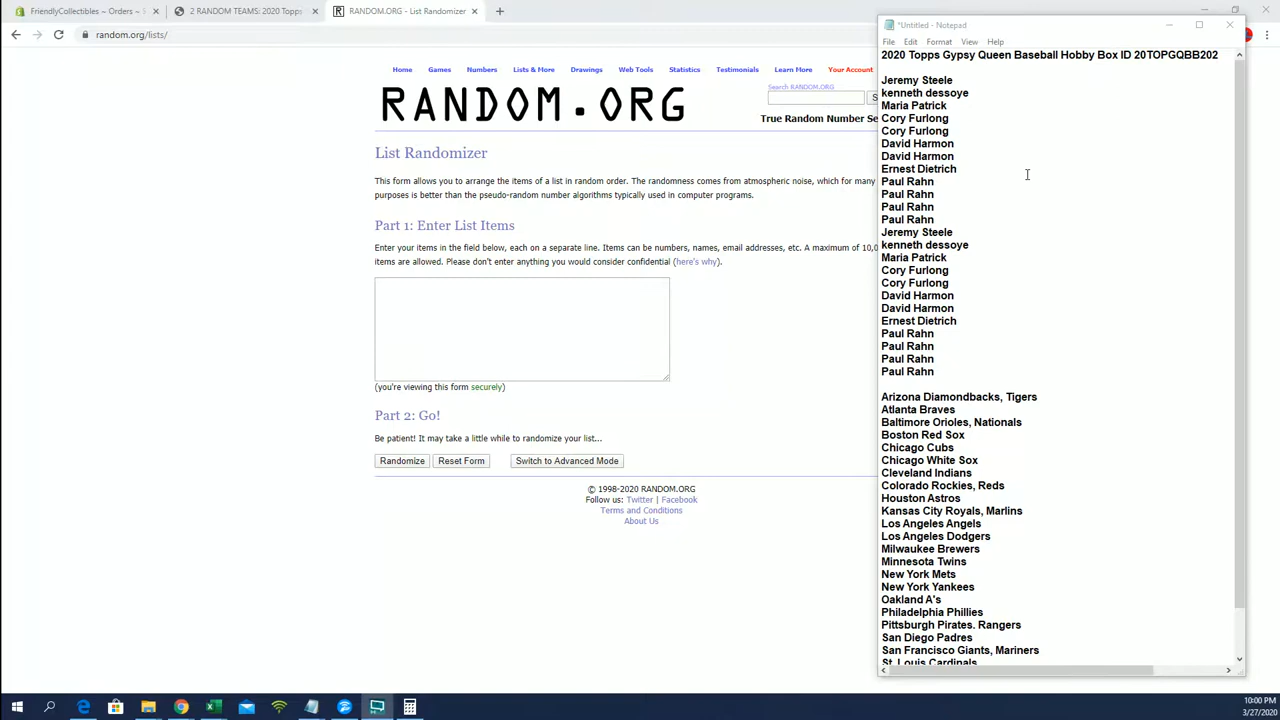 FriendlyCollectibles ~ Orders ~
2 RANDOM TEAMS: 2020 Topps
RANDOM.ORG - List Randomizer
random.org/lists/
Home Games Numbers Lists & More Drawings Web Tools Statistics Testimonials Learn More Your Account
Search RANDOM.ORG
RANDOM.ORG
True Random Number Se
List Randomizer
This form allows you to arrange the items of a list in random order. The randomness comes from atmospheric noise, which for many
purposes is better than the pseudo-random number algorithms typically used in computer programs.
Part 1: Enter List Items
Enter your items in the field below, each on a separate line. Items can be numbers, names, email addresses, etc. A maximum of 10,0
items are allowed. Please don't enter anything you would consider confidential (here's why).
(you're viewing this form securely)
Part 2: Go!
Be patient! It may take a little while to randomize your list...
Randomize Reset Form Switch to Advanced Mode
© 1998-2020 RANDOM.ORG
Follow us: Twitter | Facebook
Terms and Conditions
About Us
*Untitled - Notepad
File Edit Format View Help
2020 Topps Gypsy Queen Baseball Hobby Box ID 20TOPGQBB202
Jeremy Steele
kenneth dessoye
Maria Patrick
Cory Furlong
Cory Furlong
David Harmon
David Harmon
Ernest Dietrich
Paul Rahn
Paul Rahn
Paul Rahn
Paul Rahn
Jeremy Steele
kenneth dessoye
Maria Patrick
Cory Furlong
Cory Furlong
David Harmon
David Harmon
Ernest Dietrich
Paul Rahn
Paul Rahn
Paul Rahn
Paul Rahn
Arizona Diamondbacks, Tigers
Atlanta Braves
Baltimore Orioles, Nationals
Boston Red Sox
Chicago Cubs
Chicago White Sox
Cleveland Indians
Colorado Rockies, Reds
Houston Astros
Kansas City Royals, Marlins
Los Angeles Angels
Los Angeles Dodgers
Milwaukee Brewers
Minnesota Twins
New York Mets
New York Yankees
Oakland A's
Philadelphia Phillies
Pittsburgh Pirates. Rangers
San Diego Padres
San Francisco Giants, Mariners
St. Louis Cardinals
10:00 PM
3/27/2020